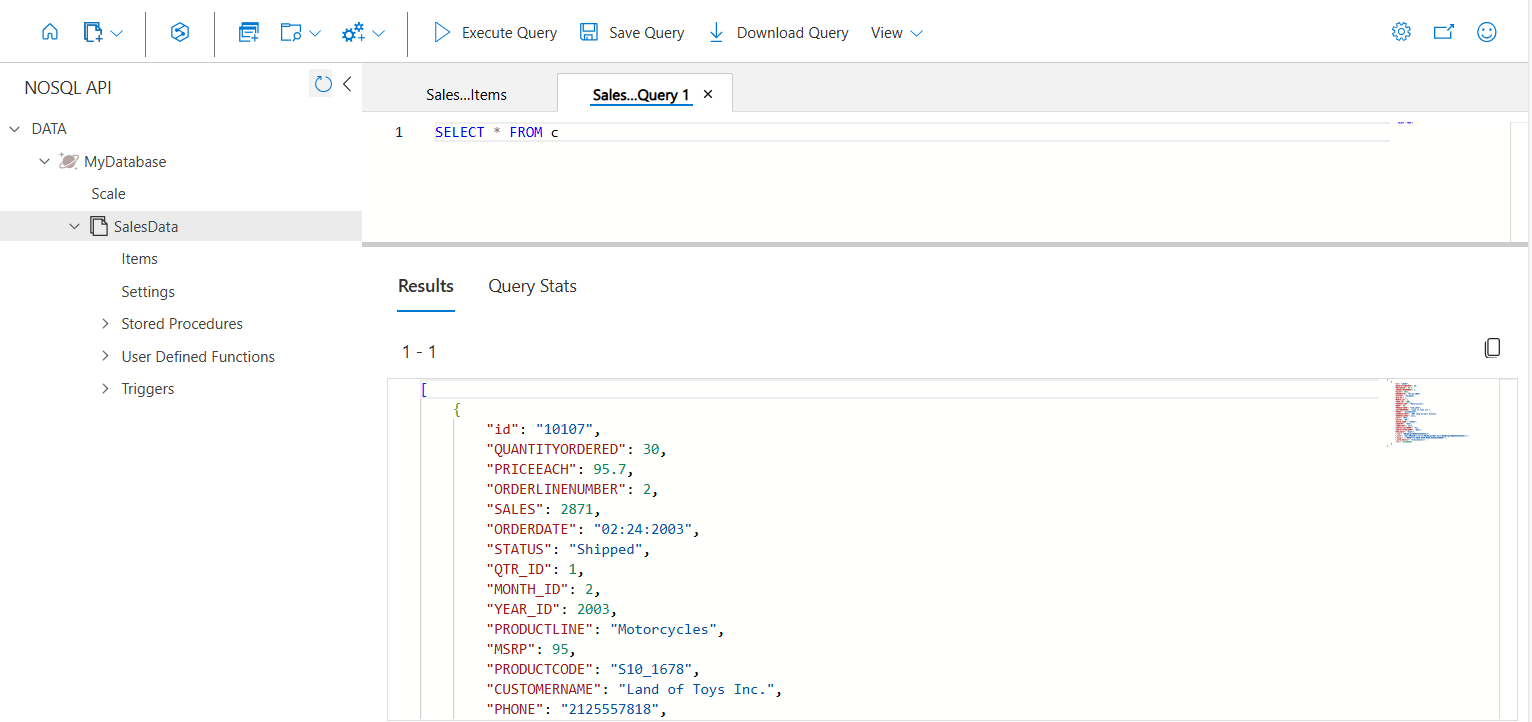 Execute Query Save Query Download Query View
NOSQL API
DATA
MyDatabase
Scale
SalesData
Items
Settings
Stored Procedures
User Defined Functions
Triggers
Sales...Items Sales...Query 1
1 SELECT * FROM c
Results Query Stats
1 - 1
[
{
"id": "10107",
"QUANTITYORDERED": 30,
"PRICEEACH": 95.7,
"ORDERLINENUMBER": 2,
"SALES": 2871,
"ORDERDATE": "02:24:2003",
"STATUS": "Shipped",
"QTR_ID": 1,
"MONTH_ID": 2,
"YEAR_ID": 2003,
"PRODUCTLINE": "Motorcycles",
"MSRP": 95,
"PRODUCTCODE": "S10_1678",
"CUSTOMERNAME": "Land of Toys Inc.",
"PHONE": "2125557818",